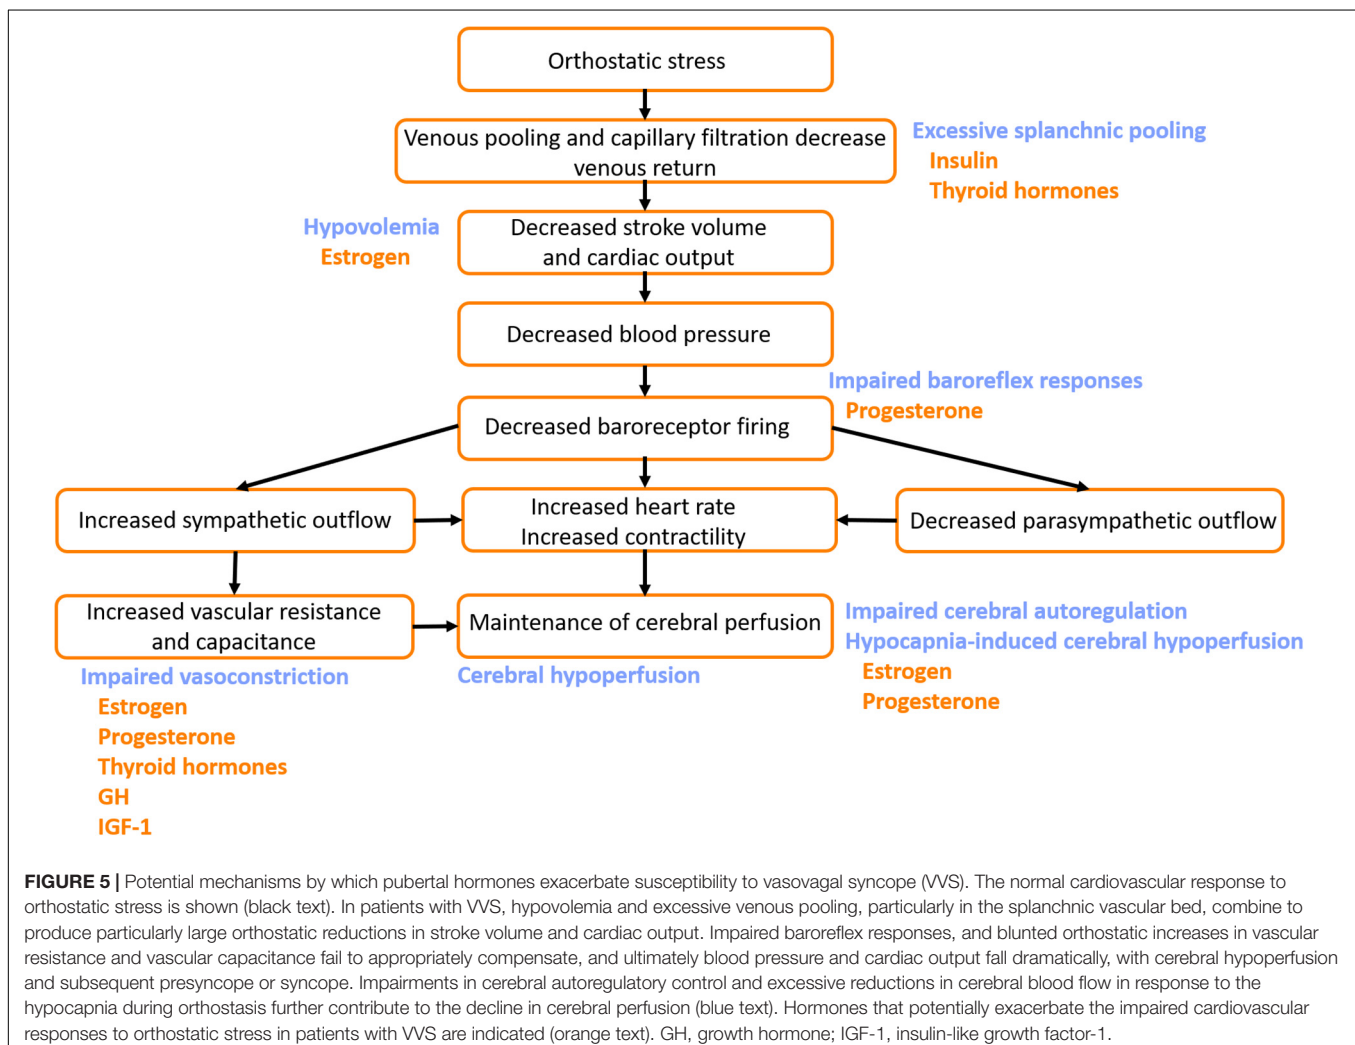 Orthostatic stress
Venous pooling and capillary filtration decrease
venous return
Excessive splanchnic pooling
Insulin
Thyroid hormones
Hypovolemia
Estrogen
Decreased stroke volume
and cardiac output
Decreased blood pressure
Impaired baroreflex responses
Progesterone
Decreased baroreceptor firing
Increased sympathetic outflow
Increased heart rate
Increased contractility
Decreased parasympathetic outflow
Increased vascular resistance
and capacitance
Maintenance of cerebral perfusion
Impaired cerebral autoregulation
Hypocapnia-induced cerebral hypoperfusion
Estrogen
Progesterone
Impaired vasoconstriction
Estrogen
Progesterone
Thyroid hormones
GH
IGF-1
Cerebral hypoperfusion
FIGURE 5 | Potential mechanisms by which pubertal hormones exacerbate susceptibility to vasovagal syncope (VVS). The normal cardiovascular response to
orthostatic stress is shown (black text). In patients with VVS, hypovolemia and excessive venous pooling, particularly in the splanchnic vascular bed, combine to
produce particularly large orthostatic reductions in stroke volume and cardiac output. Impaired baroreflex responses, and blunted orthostatic increases in vascular
resistance and vascular capacitance fail to appropriately compensate, and ultimately blood pressure and cardiac output fall dramatically, with cerebral hypoperfusion
and subsequent presyncope or syncope. Impairments in cerebral autoregulatory control and excessive reductions in cerebral blood flow in response to the
hypocapnia during orthostasis further contribute to the decline in cerebral perfusion (blue text). Hormones that potentially exacerbate the impaired cardiovascular
responses to orthostatic stress in patients with VVS are indicated (orange text). GH, growth hormone; IGF-1, insulin-like growth factor-1.